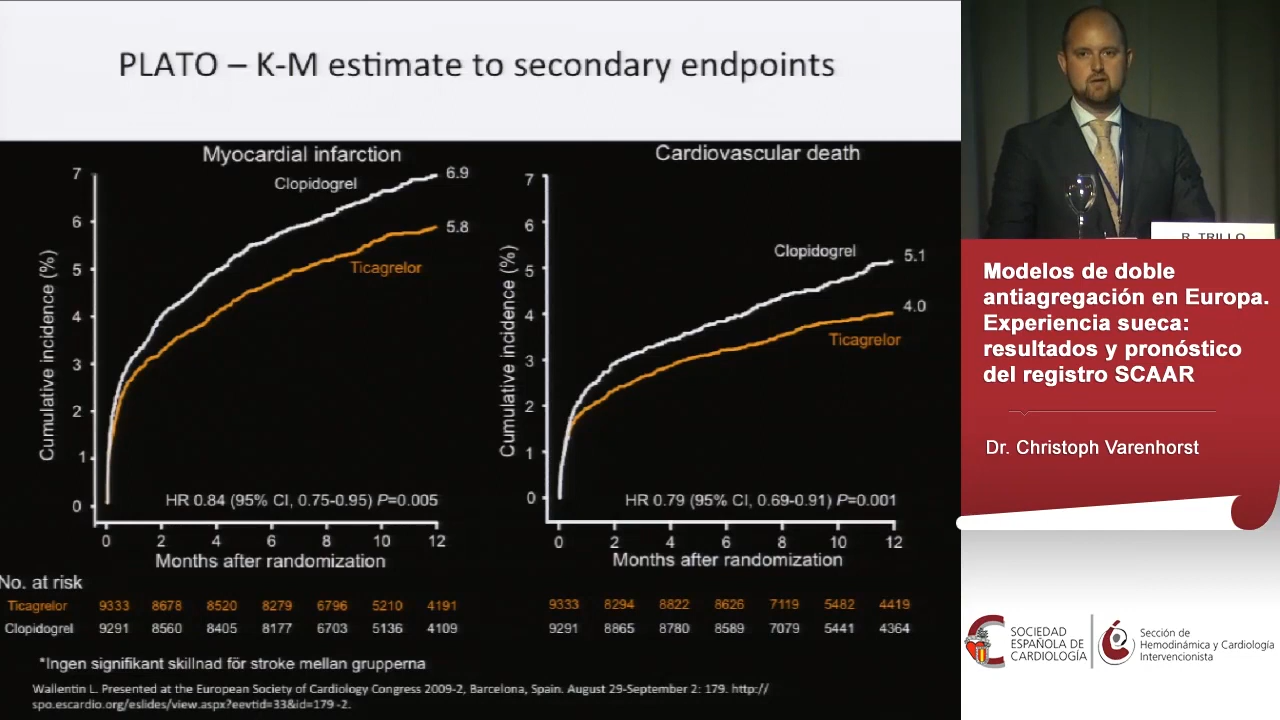 PLATO – K-M estimate to secondary endpoints
Myocardial infarction
7
6
5
4
3
2
1
0
Cumulative incidence (%)
Clopidogrel
6.9
5.8
Ticagrelor
HR 0.84 (95% CI, 0.75-0.95) P=0.005
0 2 4 6 8 10 12
Months after randomization
Cardiovascular death
7
6
5
4
3
2
1
0
Cumulative incidence (%)
Clopidogrel
5.1
4.0
Ticagrelor
HR 0.79 (95% CI, 0.69-0.91) P=0.001
0 2 4 6 8 10 12
Months after randomization
No. at risk
Ticagrelor 9333 8678 8520 8279 6796 5210 4191 9333 8294 8822 8626 7119 5482 4419
Clopidogrel 9291 8560 8405 8177 6703 5136 4109 9291 8865 8780 8589 7079 5441 4364
*Ingen signifikant skillnad för stroke mellan grupperna
Wallentin L. Presented at the European Society of Cardiology Congress 2009-2, Barcelona, Spain. August 29-September 2: 179. http://
spo.escardio.org/eslides/view.aspx?eevtid=33&id=179 -2.
R. TRILLO
Modelos de doble
antiagregación en Europa.
Experiencia sueca:
resultados y pronóstico
del registro SCAAR
Dr. Christoph Varenhorst
SOCIEDAD
ESPAÑOLA DE
CARDIOLOGÍA
Sección de
Hemodinámica y Cardiología
Intervencionista